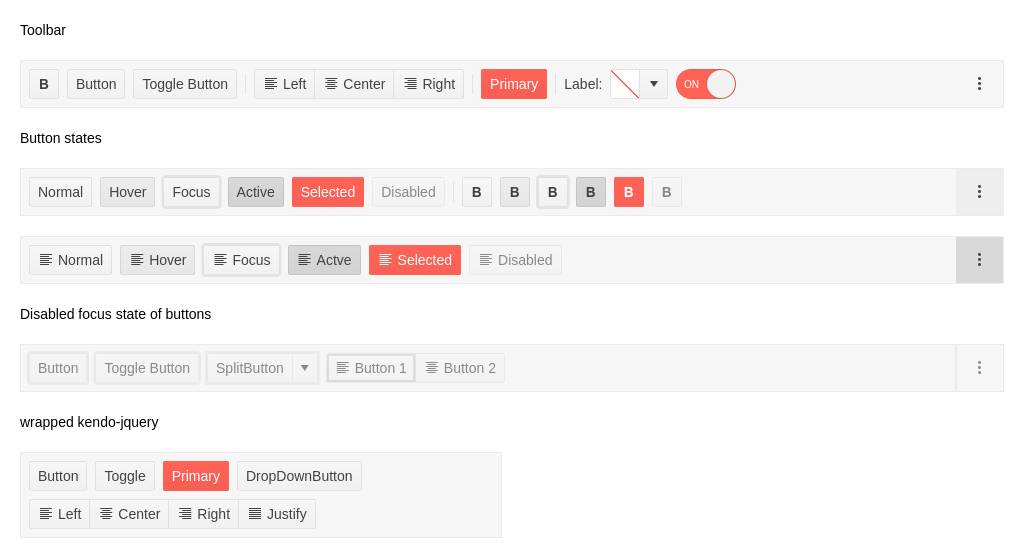 Toolbar
B Button Toggle Button Left Center Right Primary Label: ON
Button states
Normal Hover Focus Active Selected Disabled B B B B B B
Normal Hover Focus Actve Selected Disabled
Disabled focus state of buttons
Button Toggle Button SplitButton Button 1 Button 2
wrapped kendo-jquery
Button Toggle Primary DropDownButton
Left Center Right Justify